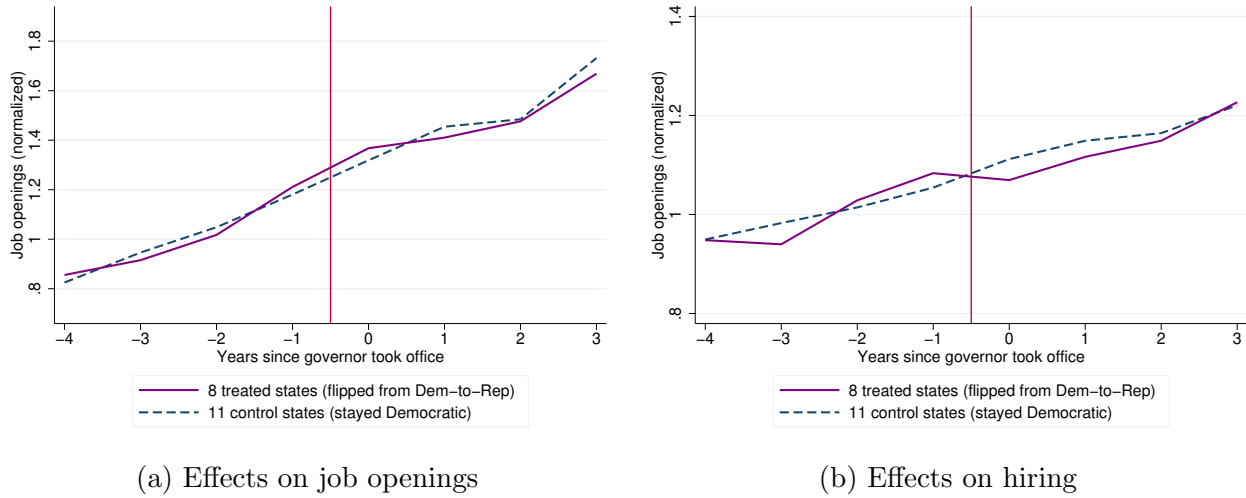 Job openings (normalized)
1.8
1.6
1.4
1.2
1
.8
−4 −3 −2 −1 0 1 2 3
Years since governor took office
8 treated states (flipped from Dem−to−Rep)
11 control states (stayed Democratic)
(a) Effects on job openings
Job openings (normalized)
1.4
1.2
1
.8
−4 −3 −2 −1 0 1 2 3
Years since governor took office
8 treated states (flipped from Dem−to−Rep)
11 control states (stayed Democratic)
(b) Effects on hiring